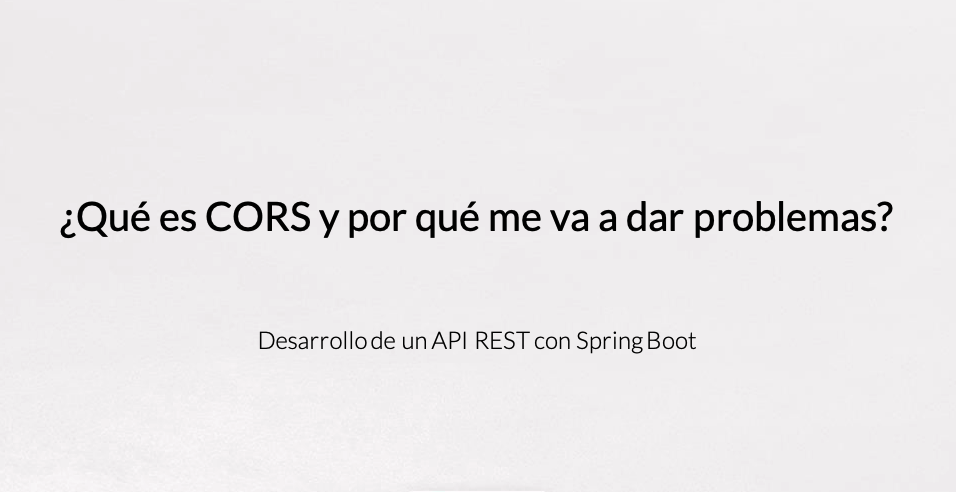 ¿Qué es CORS y por qué me va a dar problemas?
Desarrollo de un API REST con Spring Boot